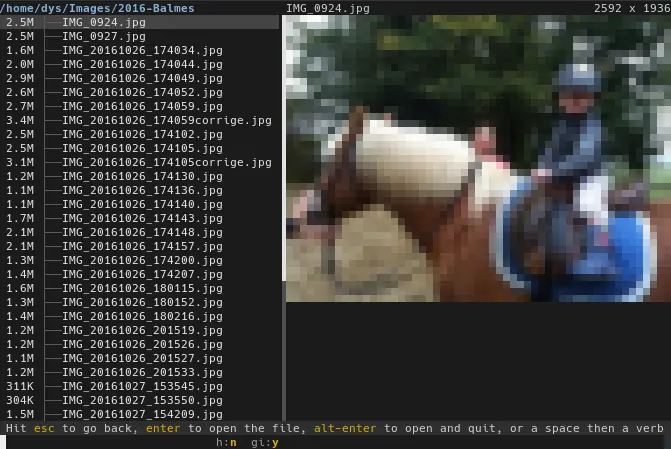 /home/dys/Images/2016-Balmes IMG_0924.jpg 2592 x 1936
2.5M ├──IMG_0924.jpg
2.5M ├──IMG_0927.jpg
1.6M ├──IMG_20161026_174034.jpg
2.0M ├──IMG_20161026_174044.jpg
2.9M ├──IMG_20161026_174049.jpg
2.6M ├──IMG_20161026_174052.jpg
2.7M ├──IMG_20161026_174059.jpg
3.4M ├──IMG_20161026_174059corrige.jpg
2.5M ├──IMG_20161026_174102.jpg
2.5M ├──IMG_20161026_174105.jpg
3.1M ├──IMG_20161026_174105corrige.jpg
1.2M ├──IMG_20161026_174130.jpg
1.1M ├──IMG_20161026_174136.jpg
1.1M ├──IMG_20161026_174140.jpg
1.7M ├──IMG_20161026_174143.jpg
2.1M ├──IMG_20161026_174148.jpg
2.1M ├──IMG_20161026_174157.jpg
1.3M ├──IMG_20161026_174200.jpg
1.4M ├──IMG_20161026_174207.jpg
1.6M ├──IMG_20161026_180115.jpg
1.3M ├──IMG_20161026_180152.jpg
1.4M ├──IMG_20161026_180216.jpg
1.2M ├──IMG_20161026_201519.jpg
1.2M ├──IMG_20161026_201526.jpg
1.1M ├──IMG_20161026_201527.jpg
1.2M ├──IMG_20161026_201533.jpg
311K ├──IMG_20161027_153545.jpg
304K ├──IMG_20161027_153550.jpg
1.5M ├──IMG_20161027_154209.jpg
Hit esc to go back, enter to open the file, alt-enter to open and quit, or a space then a verb
h:n gi:y